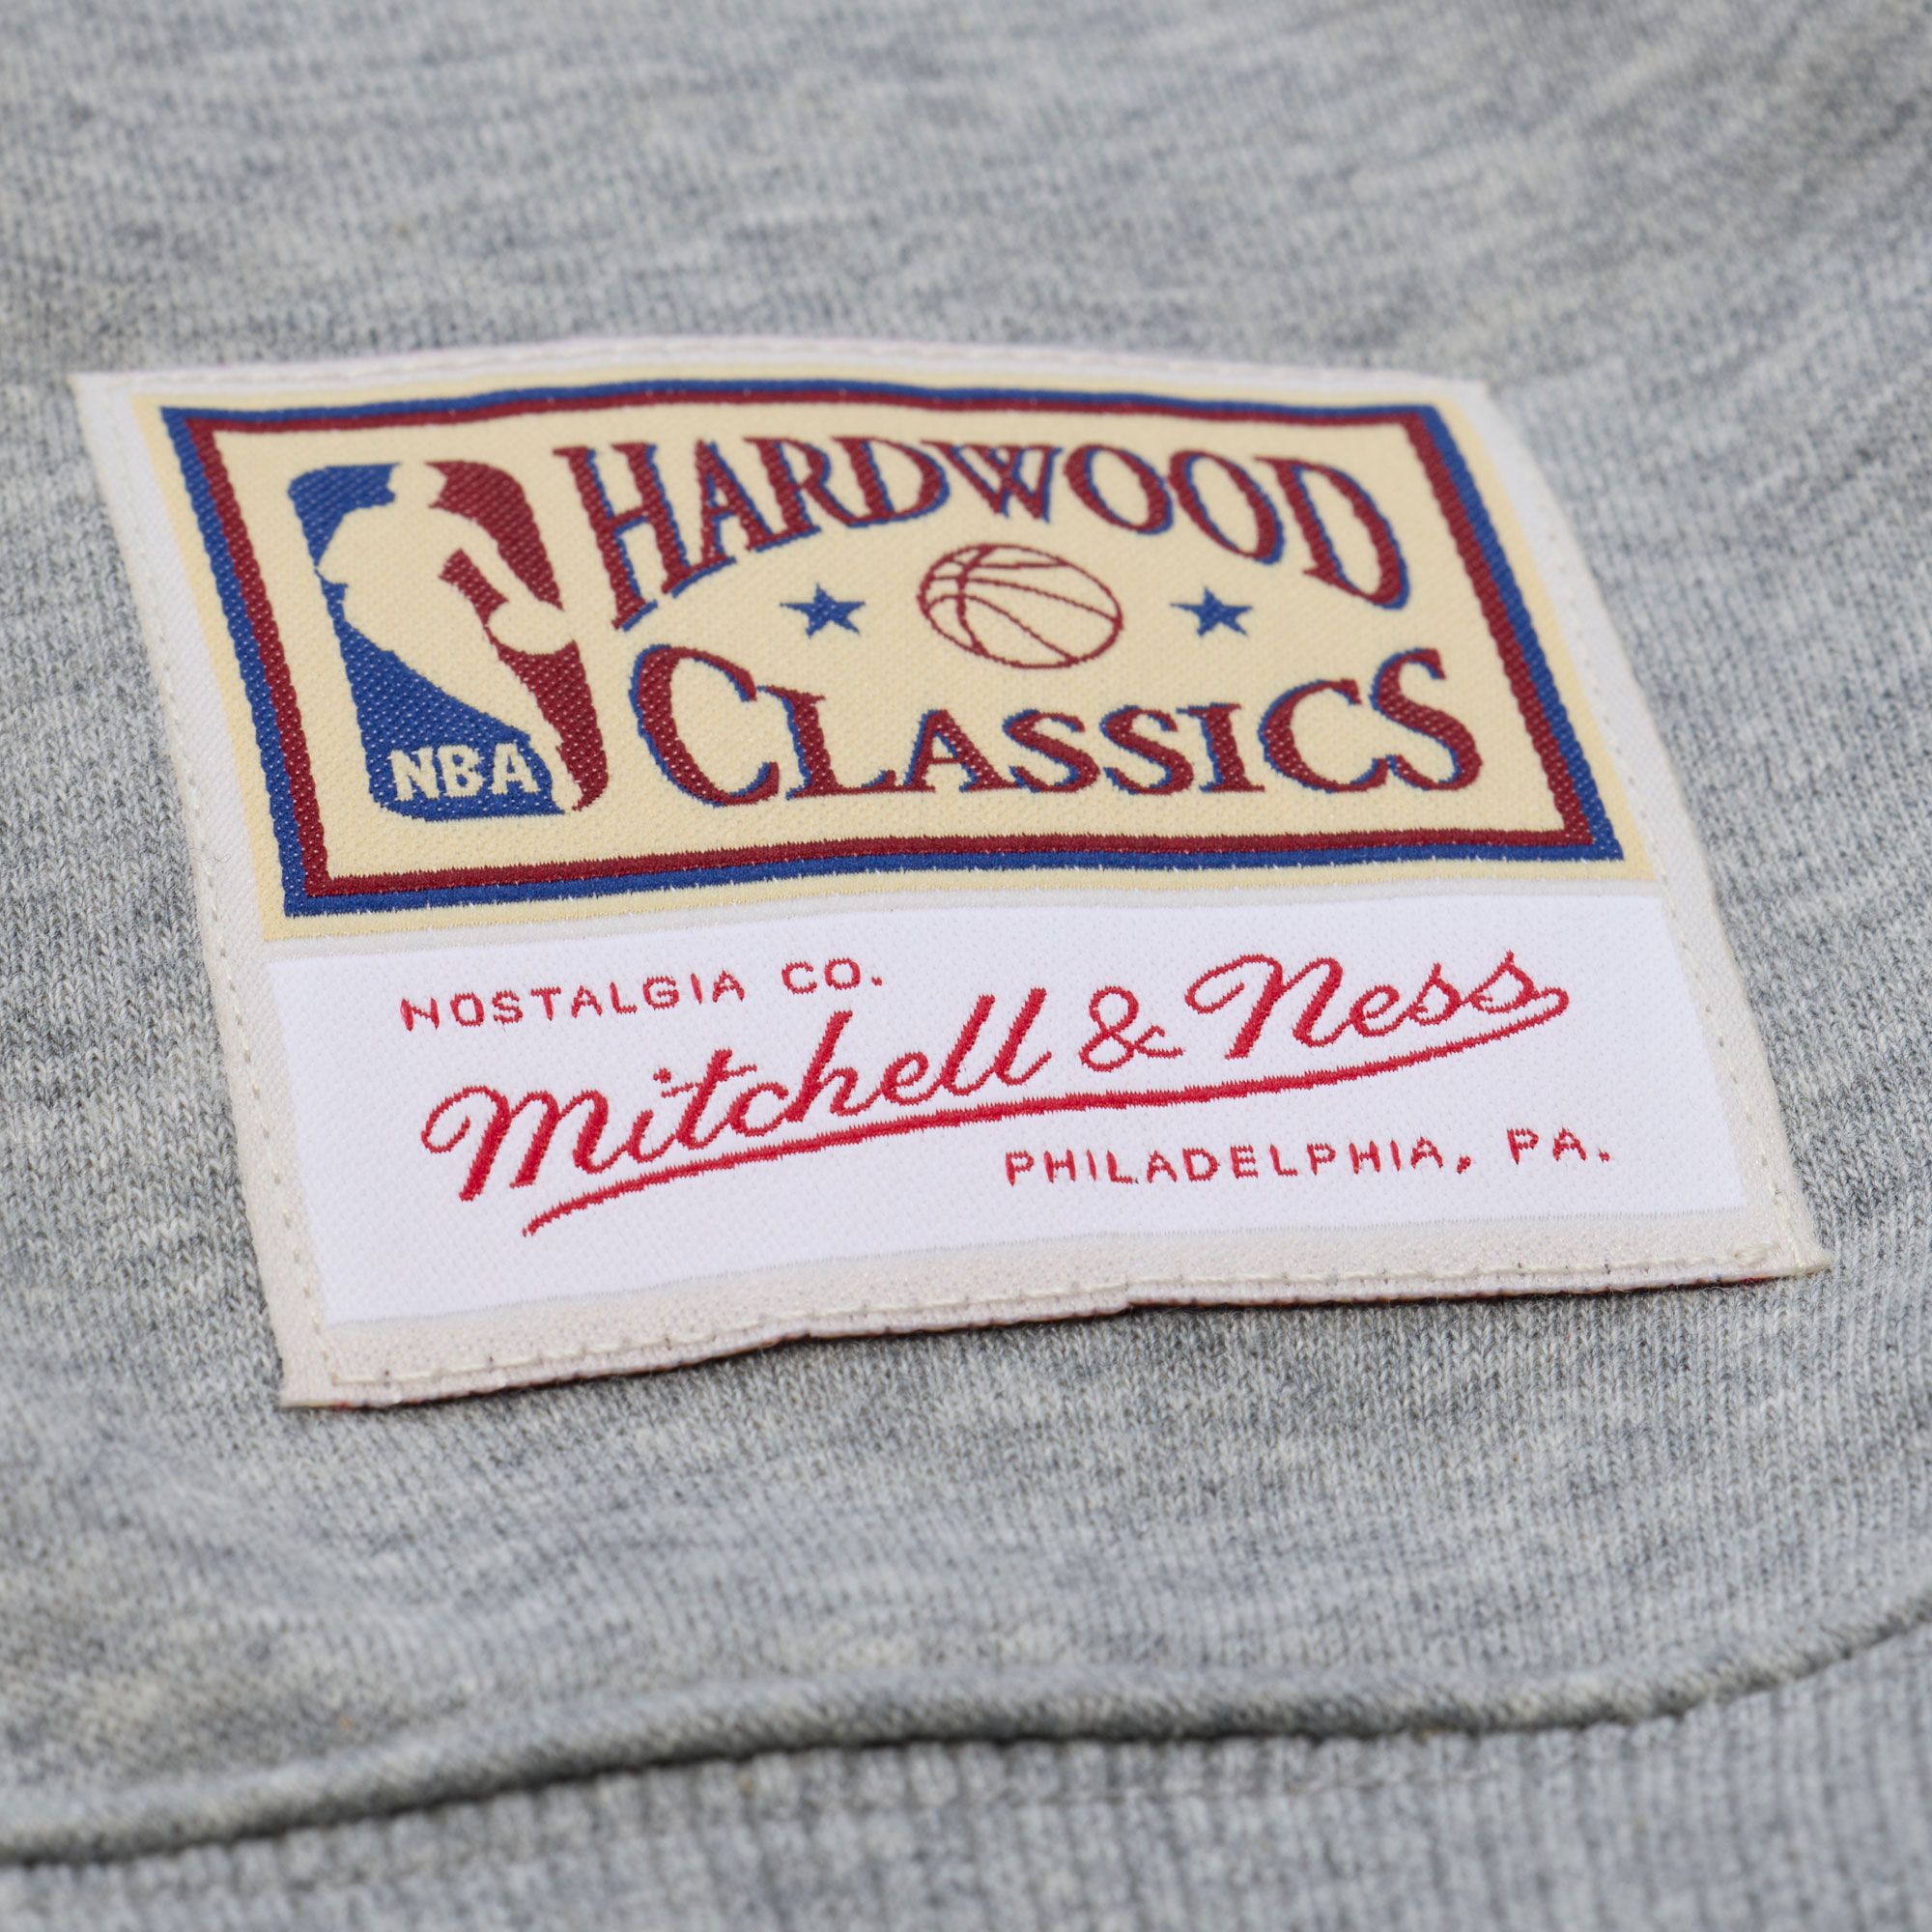 HARDWOOD
CLASSICS
NBA
NOSTALGIA CO.
Mitchell & Ness
PHILADELPHIA, PA.